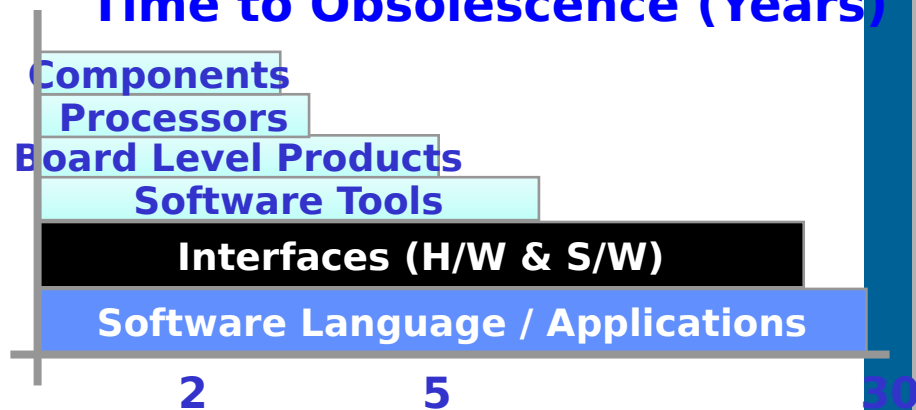 Time to Obsolescence (Years)
Components
Processors
Board Level Products
Software Tools
Interfaces (H/W & S/W)
Software Language / Applications
2 5 30